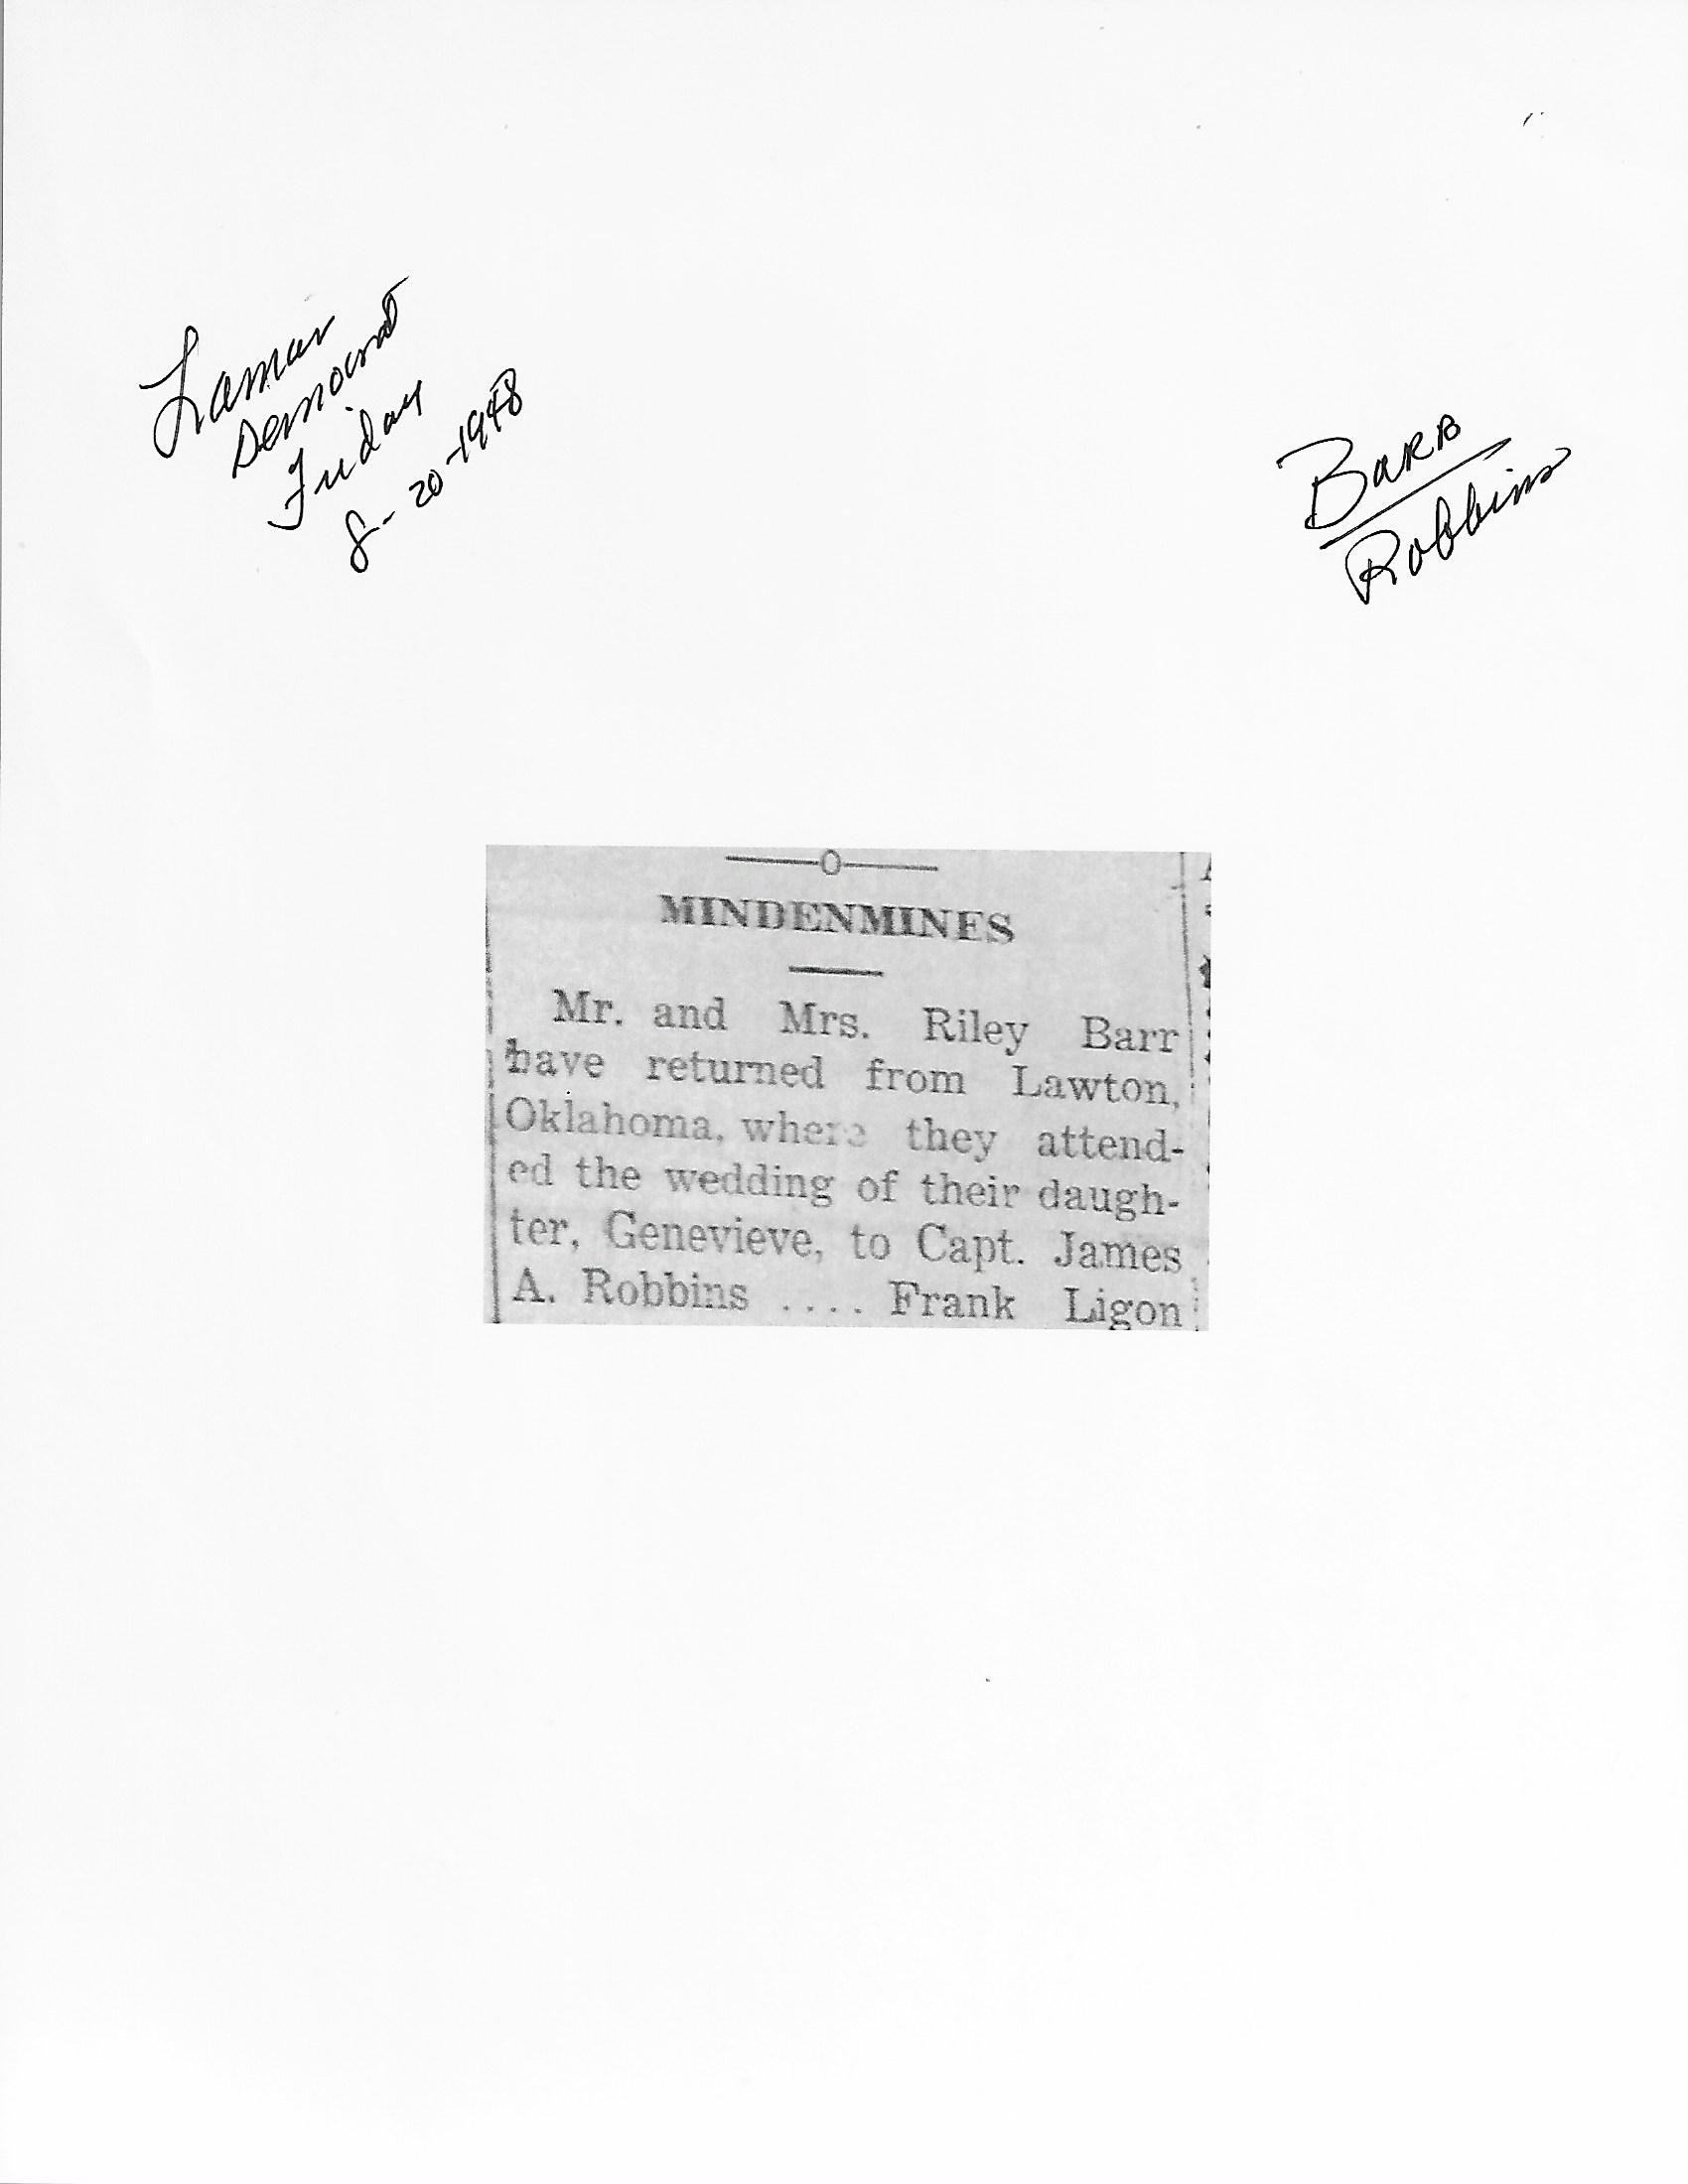 Lamar
Democrat
Friday
8-20-1948
Barr
Robbins
MINDENMINES
Mr. and Mrs. Riley Barr
have returned from Lawton,
Oklahoma, where they attend-
ed the wedding of their daugh-
ter, Genevieve, to Capt. James
A. Robbins .... Frank Ligon